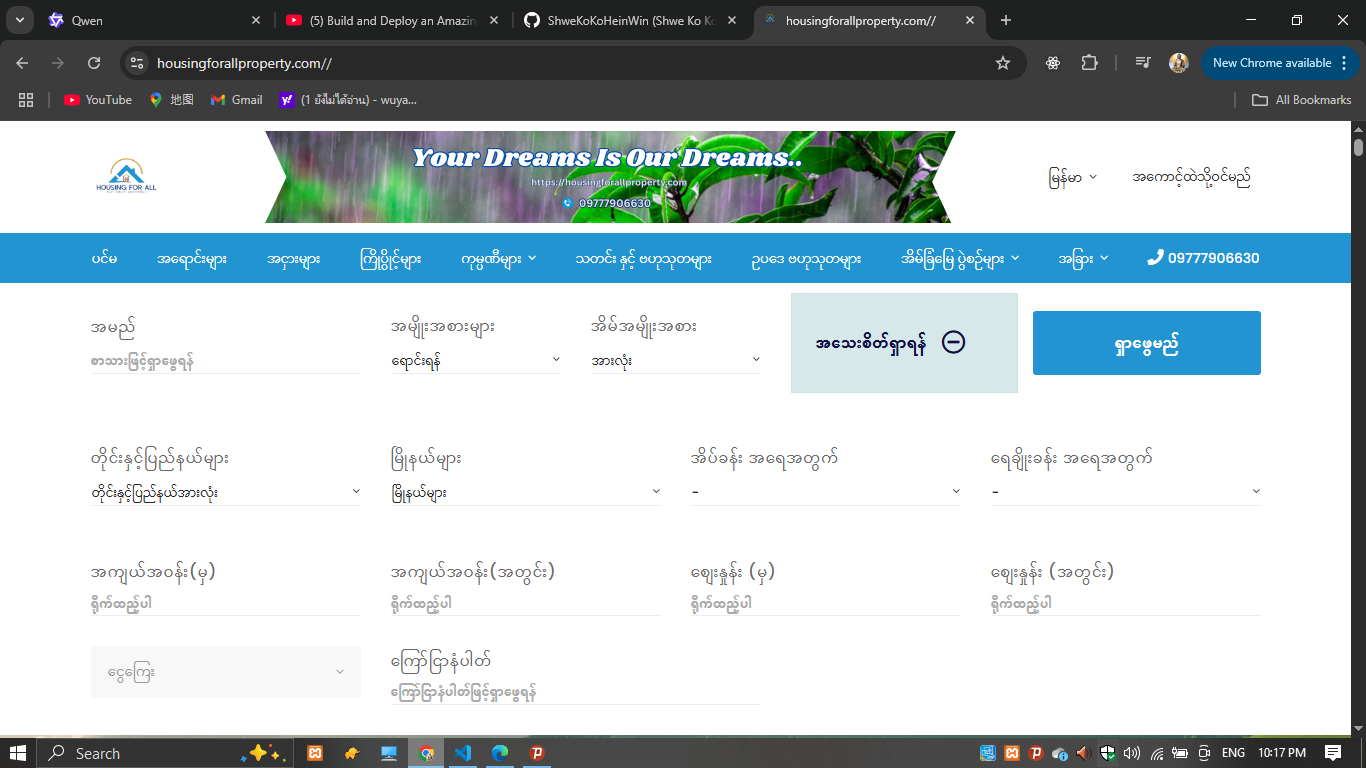 Qwen
(5) Build and Deploy an Amazin
ShweKoKoHeinWin (Shwe Ko Ko
housingforallproperty.com//
housingforallproperty.com//
New Chrome available
YouTube
地图
Gmail
(1 ยังไม่ได้อ่าน) - wuya...
All Bookmarks
HOUSING FOR ALL
Your Dreams Is Our Dreams..
https://housingforallproperty.com
09777906630
မြန်မာ
အကောင့်ထဲသို့ဝင်မည်
ပင်မ
အရောင်းများ
အငှားများ
ကြိုပွိုင့်များ
ကုမ္ပဏီများ
သတင်း နှင့် ဗဟုသုတများ
ဥပဒေ ဗဟုသုတများ
အိမ်ခြံမြေ ပွဲစဉ်များ
အခြား
09777906630
အမည်
အမျိုးအစားများ
အိမ်အမျိုးအစား
အသေးစိတ်ရှာရန်
ရှာဖွေမည်
စာသားဖြင့်ရှာဖွေရန်
ရောင်းရန်
အားလုံး
တိုင်းနှင့်ပြည်နယ်များ
မြို့နယ်များ
အိပ်ခန်း အရေအတွက်
ရေချိုးခန်း အရေအတွက်
တိုင်းနှင့်ပြည်နယ်အားလုံး
မြို့နယ်များ
-
-
အကျယ်အဝန်း(မှ)
အကျယ်အဝန်း(အတွင်း)
ဈေးနှုန်း (မှ)
ဈေးနှုန်း (အတွင်း)
ရိုက်ထည့်ပါ
ရိုက်ထည့်ပါ
ရိုက်ထည့်ပါ
ရိုက်ထည့်ပါ
ငွေကြေး
ကြော်ငြာနံပါတ်
ကြော်ငြာနံပါတ်ဖြင့်ရှာဖွေရန်
Search
ENG
10:17 PM